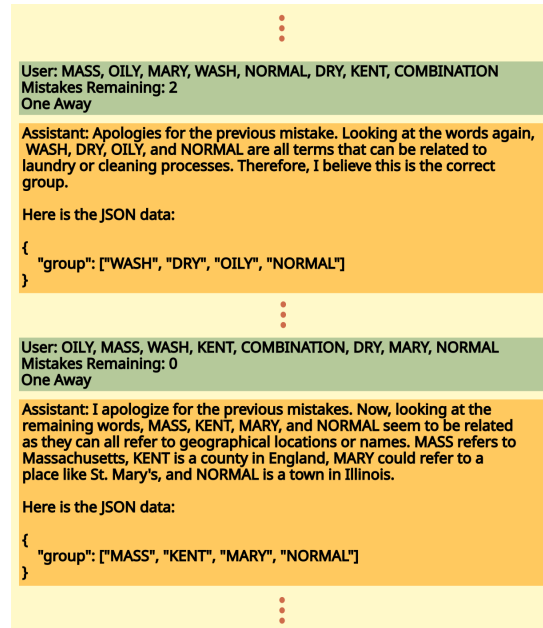 User: MASS, OILY, MARY, WASH, NORMAL, DRY, KENT, COMBINATION
Mistakes Remaining: 2
One Away
Assistant: Apologies for the previous mistake. Looking at the words again,
WASH, DRY, OILY, and NORMAL are all terms that can be related to
laundry or cleaning processes. Therefore, I believe this is the correct
group.
Here is the JSON data:
{
"group": ["WASH", "DRY", "OILY", "NORMAL"]
}
User: OILY, MASS, WASH, KENT, COMBINATION, DRY, MARY, NORMAL
Mistakes Remaining: 0
One Away
Assistant: I apologize for the previous mistakes. Now, looking at the
remaining words, MASS, KENT, MARY, and NORMAL seem to be related
as they can all refer to geographical locations or names. MASS refers to
Massachusetts, KENT is a county in England, MARY could refer to a
place like St. Mary's, and NORMAL is a town in Illinois.
Here is the JSON data:
{
"group": ["MASS", "KENT", "MARY", "NORMAL"]
}